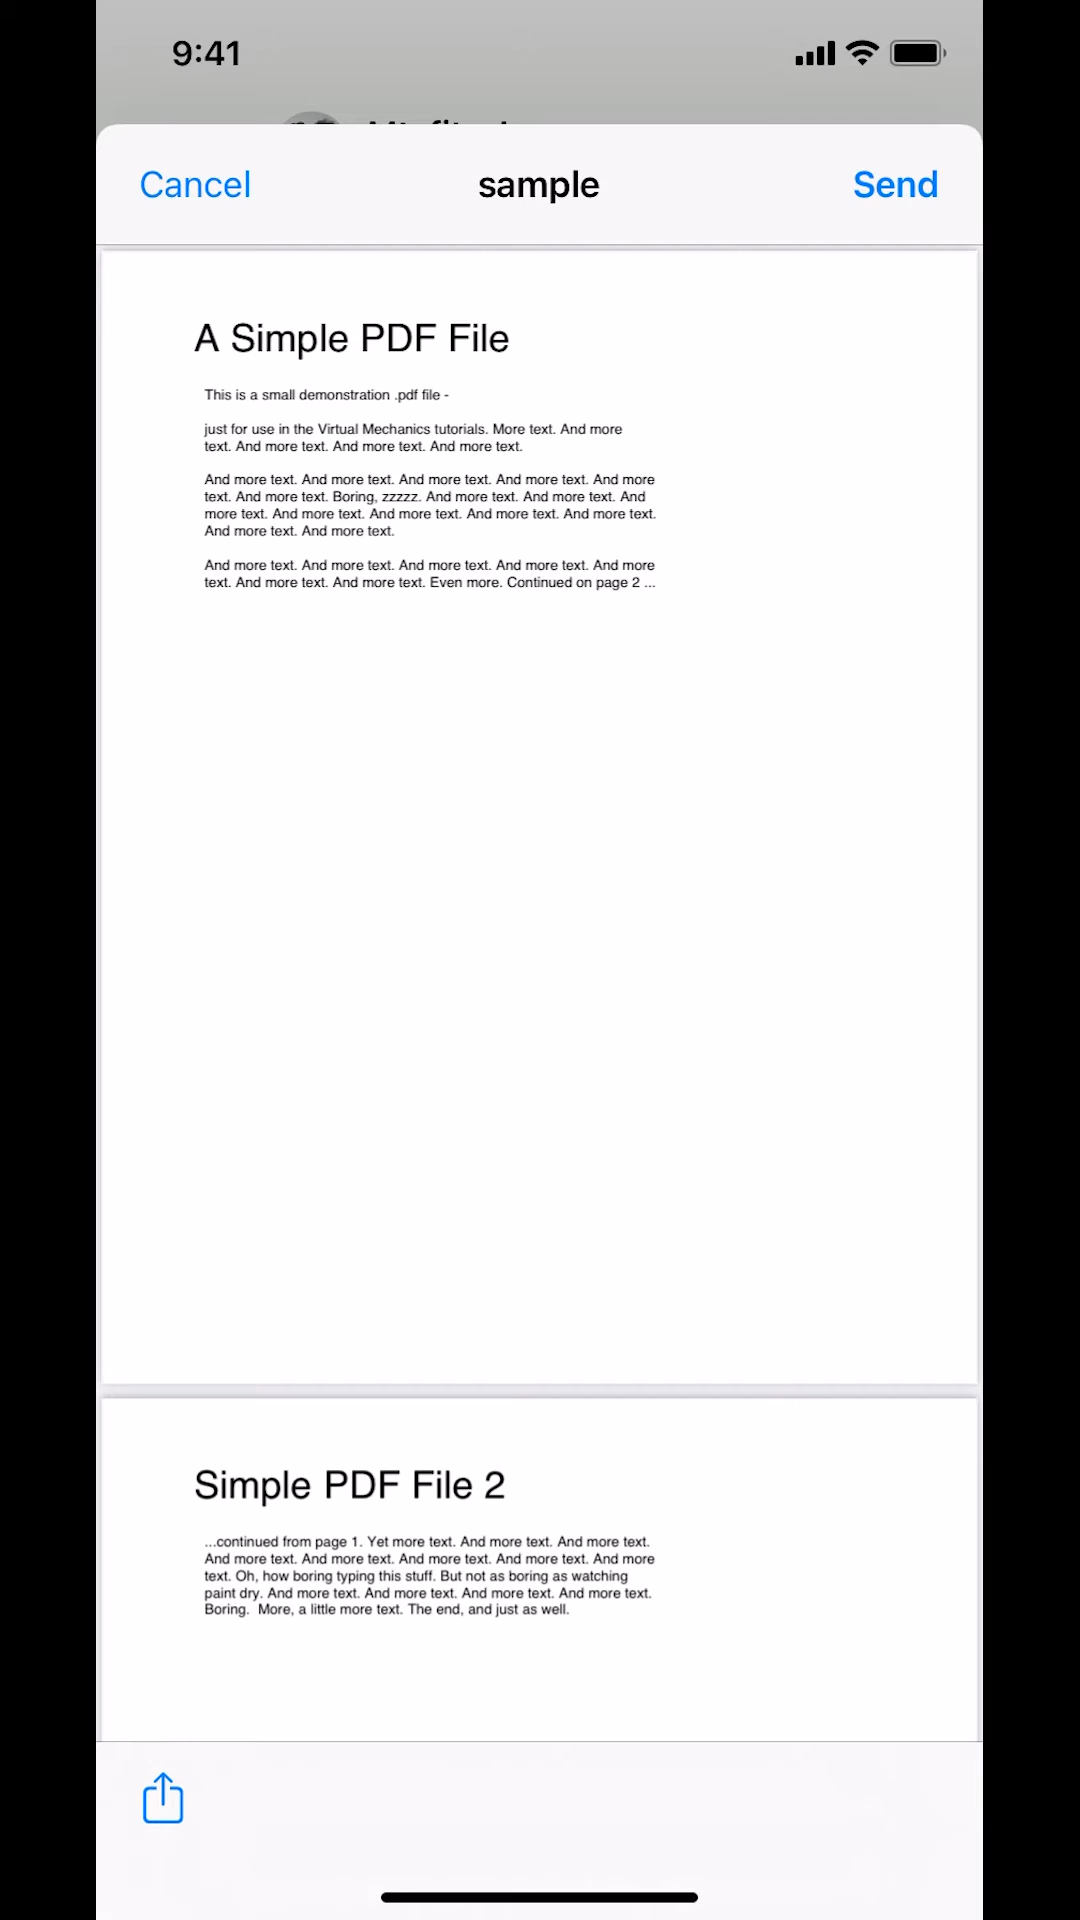 9:41
Cancel
sample
Send
A Simple PDF File
This is a small demonstration .pdf file -
just for use in the Virtual Mechanics tutorials. More text. And more
text. And more text. And more text. And more text.
And more text. And more text. And more text. And more text. And more
text. And more text. Boring, zzzzz. And more text. And more text. And
more text. And more text. And more text. And more text. And more text.
And more text. And more text.
And more text. And more text. And more text. And more text. And more
text. And more text. And more text. Even more. Continued on page 2 ...
Simple PDF File 2
...continued from page 1. Yet more text. And more text. And more text.
And more text. And more text. And more text. And more text. And more
text. Oh, how boring typing this stuff. But not as boring as watching
paint dry. And more text. And more text. And more text. And more text.
Boring.  More, a little more text. The end, and just as well.